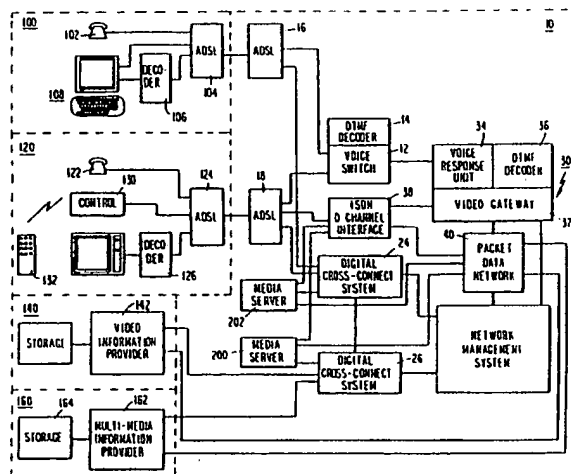 100
102
ADSL
104
DECO-
DER
106
108
ADSL
16
10
120
122
130
CONTROL
132
124
ADSL
DECODER
126
ADSL
18
DTMF
DECODER
14
VOICE
SWITCH
12
34
36
VOICE
RESPONSE
UNIT
DTMF
DECODER
30
VIDEO GATEWAY
32
38
ISDN
D CHANNEL
INTERFACE
24
DIGITAL
CROSS-CONNECT
SYSTEM
40
PACKET
DATA
NETWORK
MEDIA
SERVER
202
MEDIA
SERVER
200
DIGITAL
CROSS-CONNECT
SYSTEM
26
NETWORK
MANAGEMENT
SYSTEM
140
142
STORAGE
VIDEO
INFORMATION
PROVIDER
160
164
STORAGE
162
MULTI-MEDIA
INFORMATION
PROVIDER